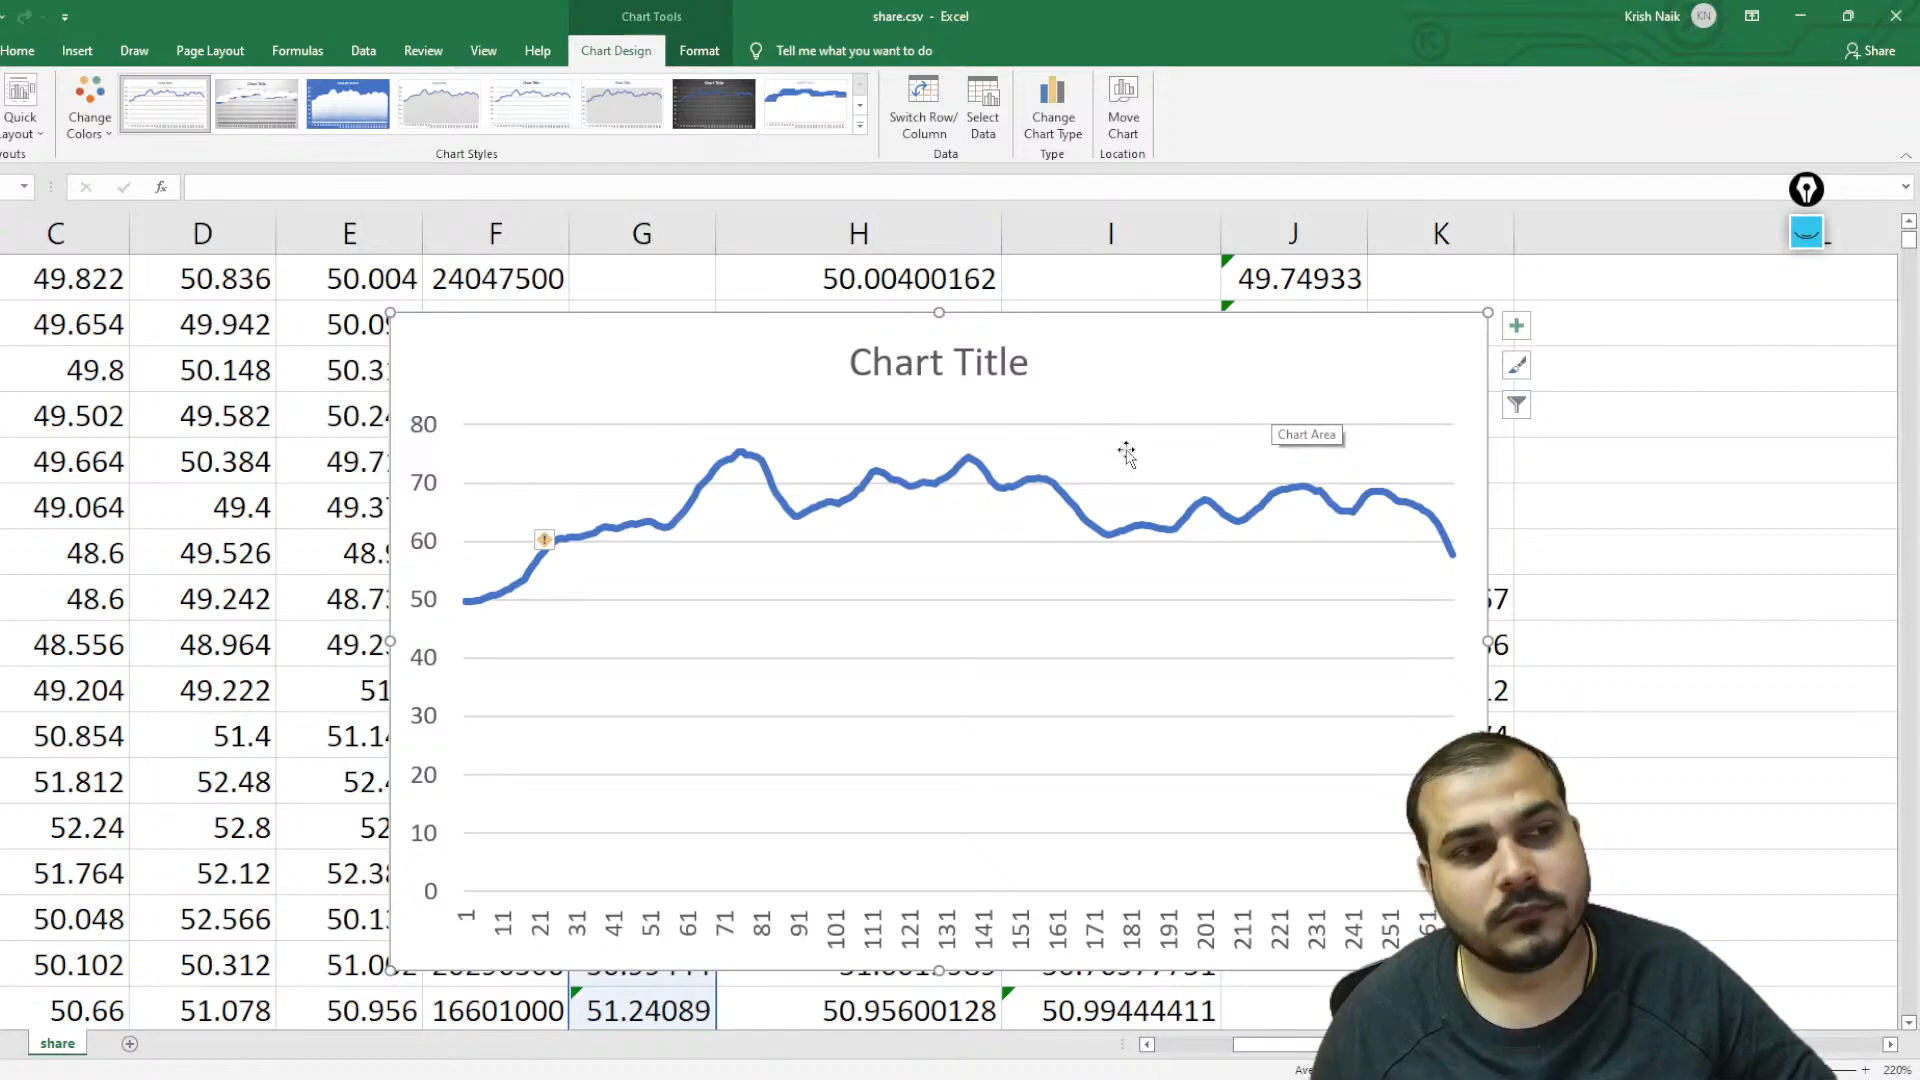 Chart Tools
share.csv - Excel
Krish Naik
KN
Home Insert Draw Page Layout Formulas Data Review View Help Chart Design Format Tell me what you want to do Share
Quick
Layout
Change
Colors
Switch Row/
Column
Select
Data
Change
Chart Type
Move
Chart
Chart Styles
Data
Type
Location
fx
C D E F G H I J K
49.822 50.836 50.004 24047500 50.00400162 49.74933
49.654 49.942
49.8 50.148
49.502 49.582
49.664 50.384
49.064 49.4
48.6 49.526
48.6 49.242
48.556 48.964
49.204 49.222
50.854 51.4
51.812 52.48
52.24 52.8
51.764 52.12
50.048 52.566
50.102 50.312
50.66 51.078 50.956 16601000 51.24089 50.95600128 50.99444411
Chart Title
Chart Area
80
70
60
50
40
30
20
10
0
1 11 21 31 41 51 61 71 81 91 101 111 121 131 141 151 161 171 181 191 201 211 221 231 241 251
share
220%